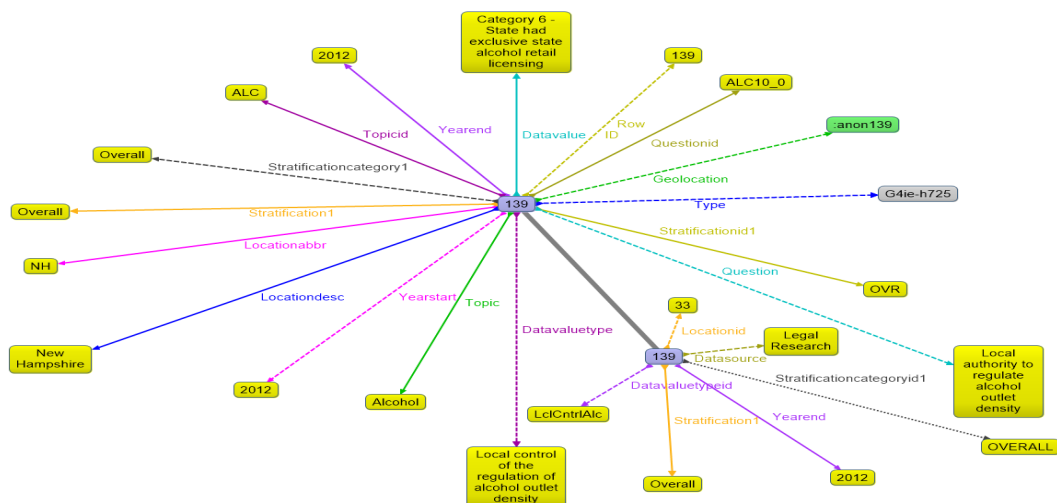 Category 6 -
State had
exclusive state
alcohol retail
licensing
2012
139
ALC
ALC10_0
:anon139
Topicid
Yearend
Datavalue
Row
ID
Questionid
Overall
Stratificationcategory1
Geolocation
G4ie-h725
Type
139
Overall
Stratification1
Stratificationid1
Locationabbr
NH
Question
OVR
Locationdesc
Yearstart
Topic
Datavaluetype
33
Locationid
Legal
Research
139
Datasource
New
Hampshire
Local
authority to
regulate
alcohol
outlet
density
Stratificationcategoryid1
Datavaluetypeid
2012
Alcohol
LclCntrlAlc
Stratification1
Yearend
OVERALL
Local control
of the
regulation of
alcohol outlet
density
Overall
2012